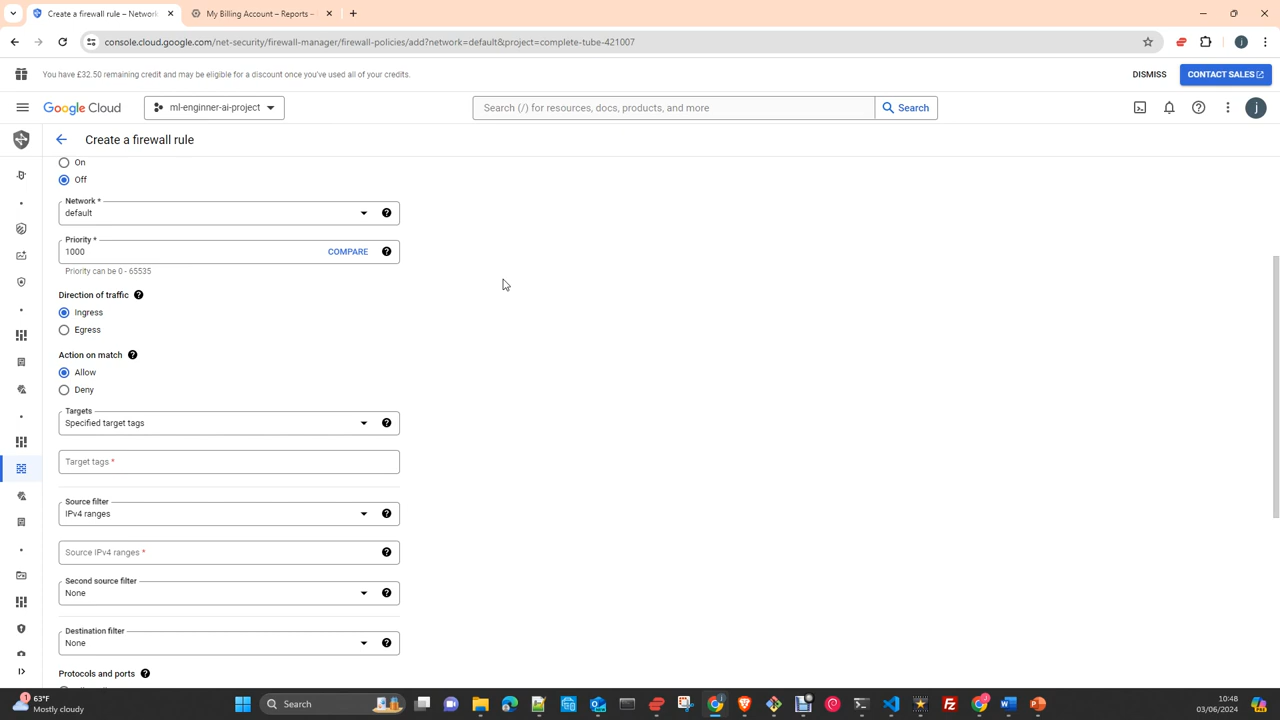 Create a firewall rule – Network
My Billing Account – Reports –
console.cloud.google.com/net-security/firewall-manager/firewall-policies/add?network=default&project=complete-tube-421007
You have £32.50 remaining credit and may be eligible for a discount once you've used all of your credits.
DISMISS
CONTACT SALES
Google Cloud
ml-enginner-ai-project
Search (/) for resources, docs, products, and more
Search
j
Create a firewall rule
On
Off
Network *
default
Priority *
1000
COMPARE
Priority can be 0 - 65535
Direction of traffic
Ingress
Egress
Action on match
Allow
Deny
Targets
Specified target tags
Target tags *
Source filter
IPv4 ranges
Source IPv4 ranges *
Second source filter
None
Destination filter
None
Protocols and ports
63°F
Mostly cloudy
Search
10:48
03/06/2024